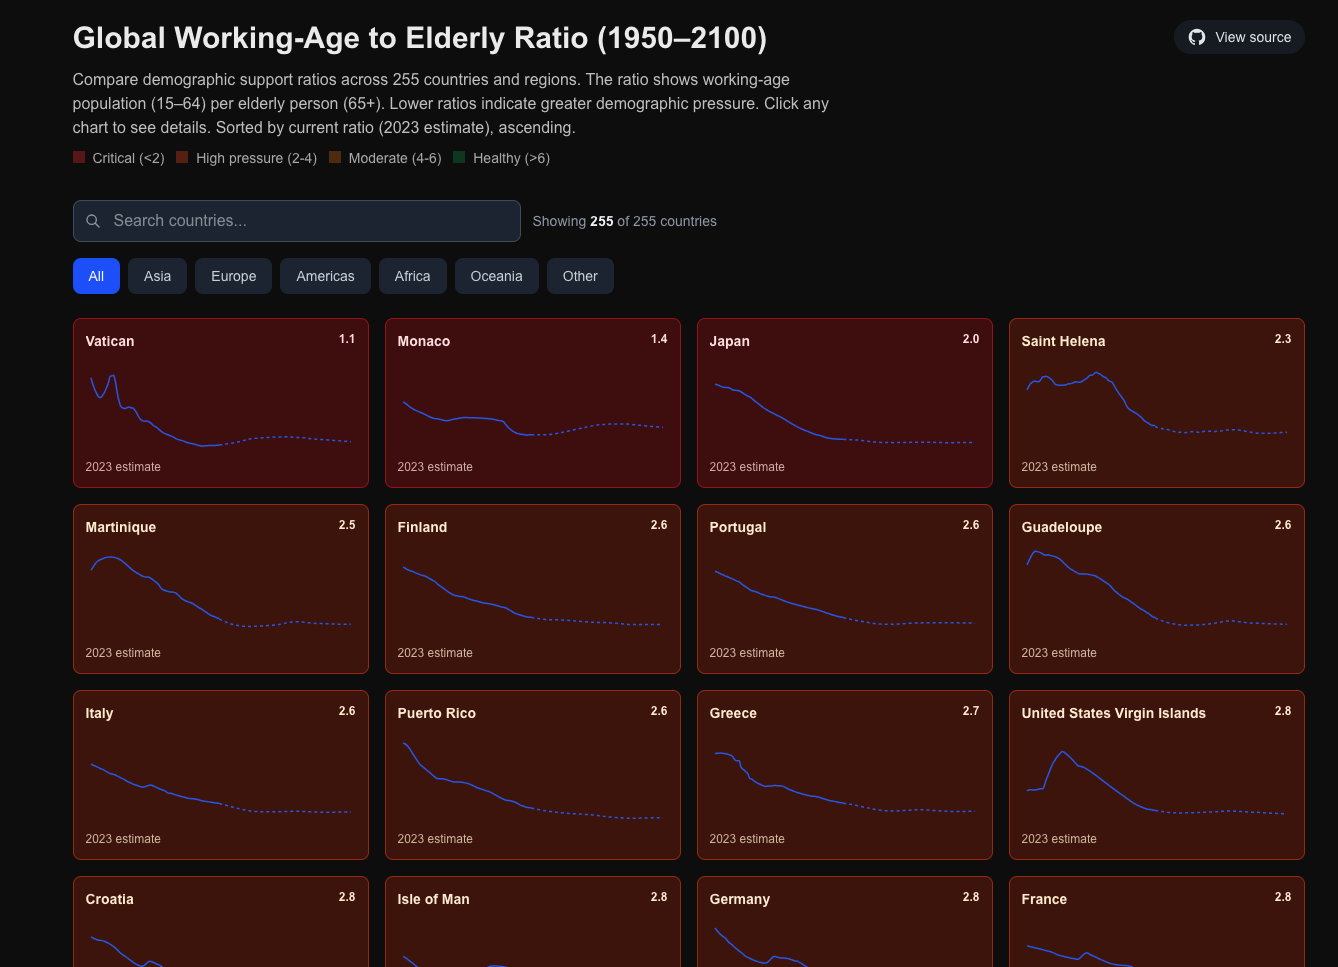 Global Working-Age to Elderly Ratio (1950–2100)
View source
Compare demographic support ratios across 255 countries and regions. The ratio shows working-age
population (15–64) per elderly person (65+). Lower ratios indicate greater demographic pressure. Click any
chart to see details. Sorted by current ratio (2023 estimate), ascending.
Critical (<2) High pressure (2-4) Moderate (4-6) Healthy (>6)
Search countries... Showing 255 of 255 countries
All Asia Europe Americas Africa Oceania Other
Vatican 1.1
2023 estimate
Monaco 1.4
2023 estimate
Japan 2.0
2023 estimate
Saint Helena 2.3
2023 estimate
Martinique 2.5
2023 estimate
Finland 2.6
2023 estimate
Portugal 2.6
2023 estimate
Guadeloupe 2.6
2023 estimate
Italy 2.6
2023 estimate
Puerto Rico 2.6
2023 estimate
Greece 2.7
2023 estimate
United States Virgin Islands 2.8
2023 estimate
Croatia 2.8
Isle of Man 2.8
Germany 2.8
France 2.8